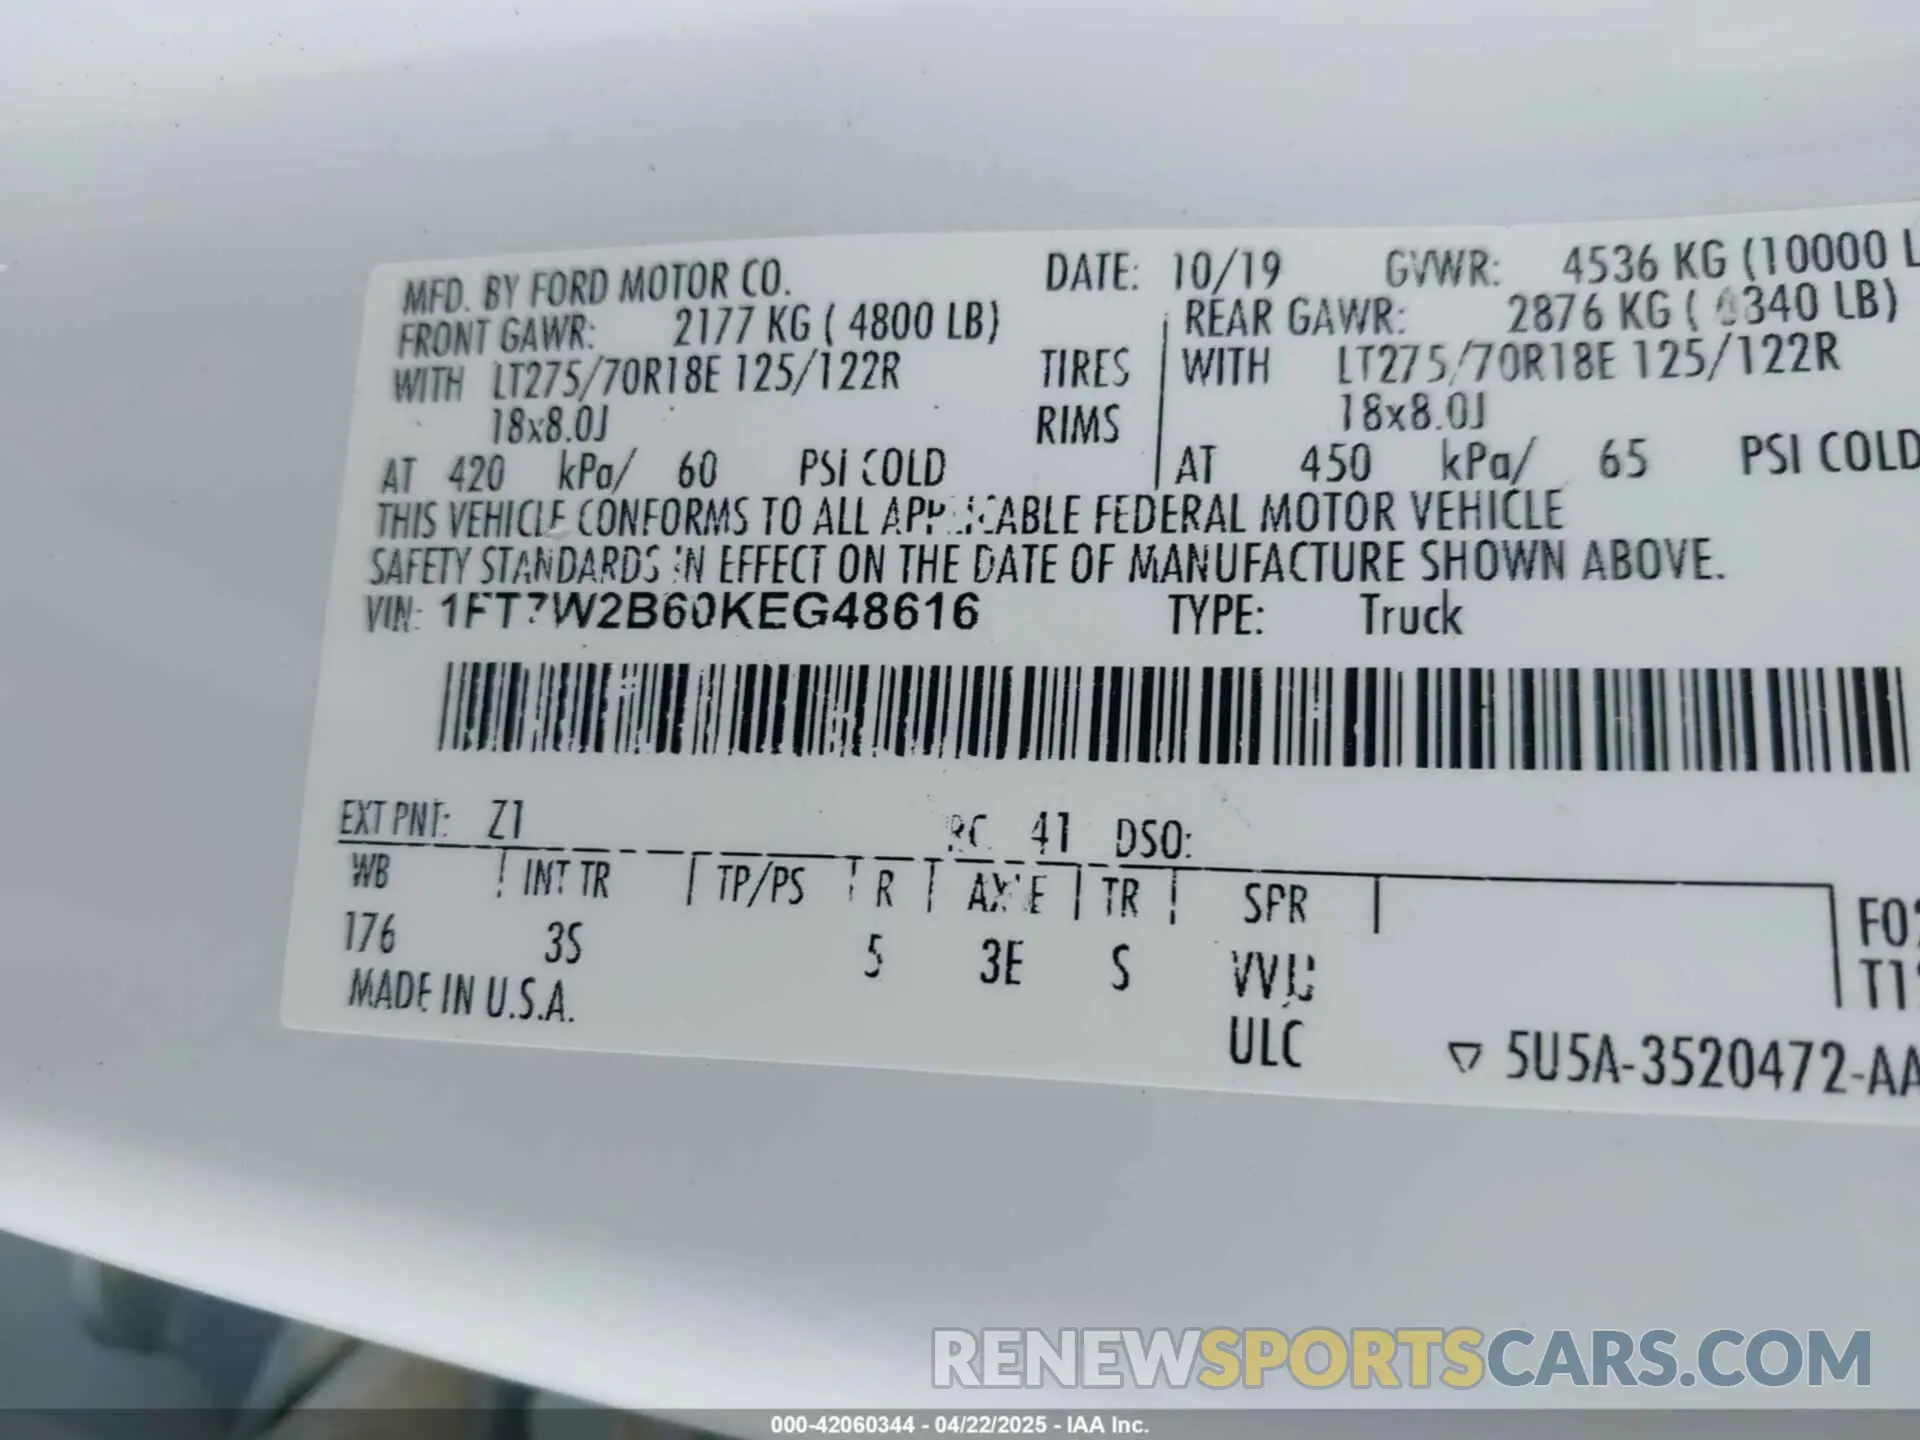 MFD. BY FORD MOTOR CO. DATE: 10/19 GVWR: 4536 KG (10000 L
FRONT GAWR: 2177 KG ( 4800 LB) REAR GAWR: 2876 KG ( 6340 LB)
WITH LT275/70R18E 125/122R TIRES WITH LT275/70R18E 125/122R
18x8.0J RIMS 18x8.0J
AT 420 kPa/ 60 PSI COLD AT 450 kPa/ 65 PSI COLD
THIS VEHICLE CONFORMS TO ALL APPLICABLE FEDERAL MOTOR VEHICLE
SAFETY STANDARDS IN EFFECT ON THE DATE OF MANUFACTURE SHOWN ABOVE.
VIN: 1FT7W2B60KEG48616 TYPE: Truck
EXT PNT: Z1 RC: 41 DSO:
WB INT TR TP/PS R AXLE TR SPR
176 3S 5 3E S
MADE IN U.S.A.
ULC
5U5A-3520472-AA
RENEWSPORTSCARS.COM
000-42060344 - 04/22/2025 - IAA Inc.